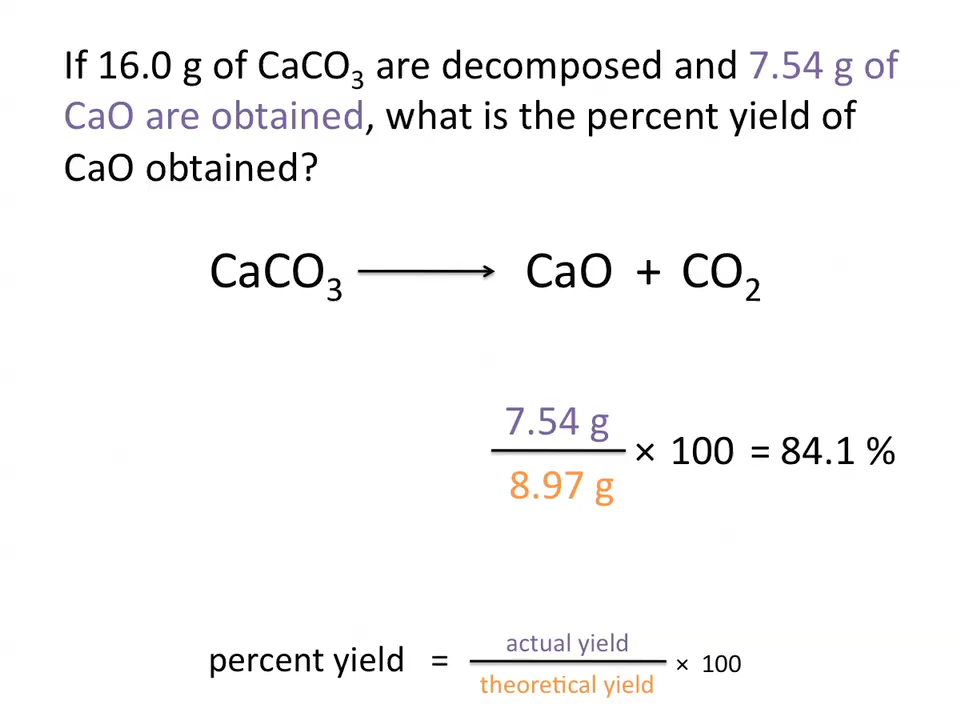 If 16.0 g of CaCO₃ are decomposed and 7.54 g of
CaO are obtained, what is the percent yield of
CaO obtained?
CaCO₃ ⟶ CaO + CO₂
7.54 g
8.97 g
× 100 = 84.1 %
percent yield =
actual yield
theoretical yield
× 100